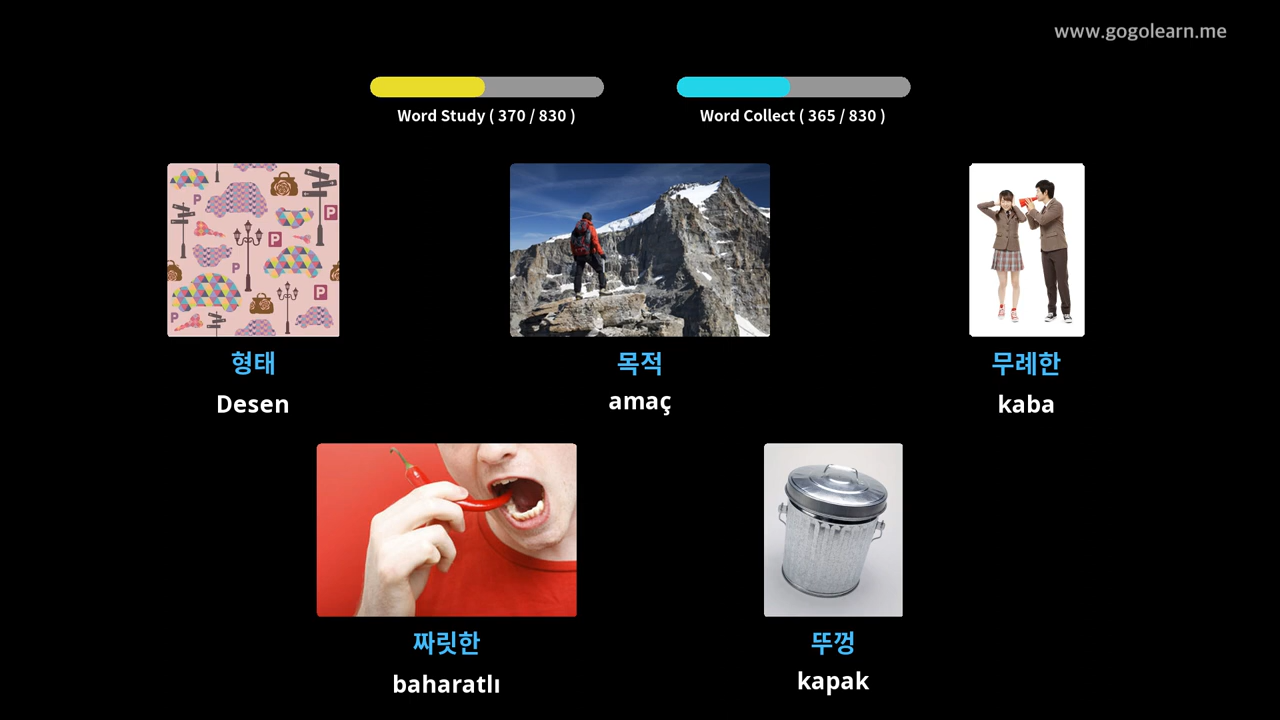 www.gogolearn.me
Word Study ( 370 / 830 )
Word Collect ( 365 / 830 )
P
P
P
P
P
P
형태
Desen
목적
amaç
무례한
kaba
짜릿한
baharatlı
뚜껑
kapak